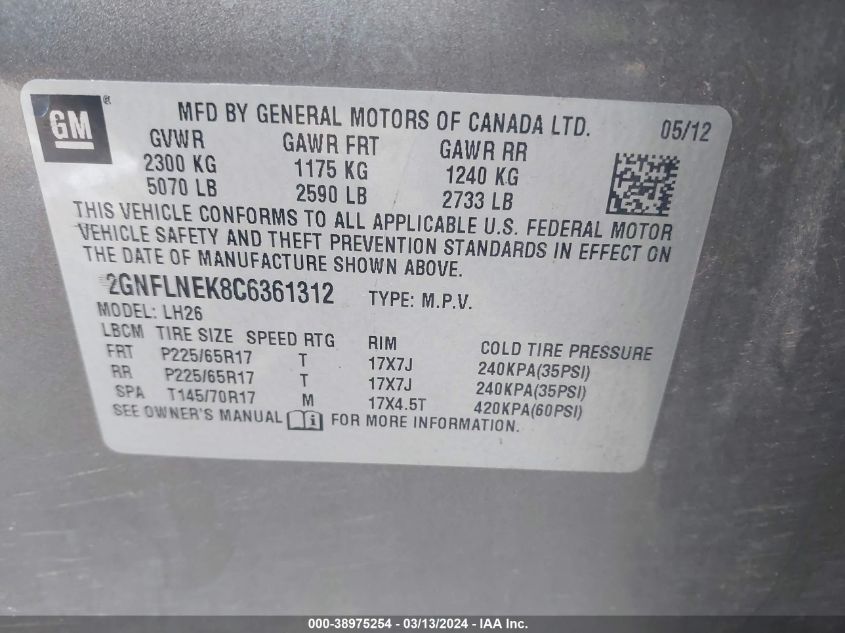 GM ®
MFD BY GENERAL MOTORS OF CANADA LTD. 05/12
GVWR GAWR FRT GAWR RR
2300 KG 1175 KG 1240 KG
5070 LB 2590 LB 2733 LB
THIS VEHICLE CONFORMS TO ALL APPLICABLE U.S. FEDERAL MOTOR
VEHICLE SAFETY AND THEFT PREVENTION STANDARDS IN EFFECT ON
THE DATE OF MANUFACTURE SHOWN ABOVE.
2GNFLNEK8C6361312 TYPE: M.P.V.
MODEL: LH26
LBCM TIRE SIZE SPEED RTG RIM COLD TIRE PRESSURE
FRT P225/65R17 T 17X7J 240KPA(35PSI)
RR P225/65R17 T 17X7J 240KPA(35PSI)
SPA T145/70R17 M 17X4.5T 420KPA(60PSI)
SEE OWNER'S MANUAL i FOR MORE INFORMATION.
000-38975254 - 03/13/2024 - IAA Inc.